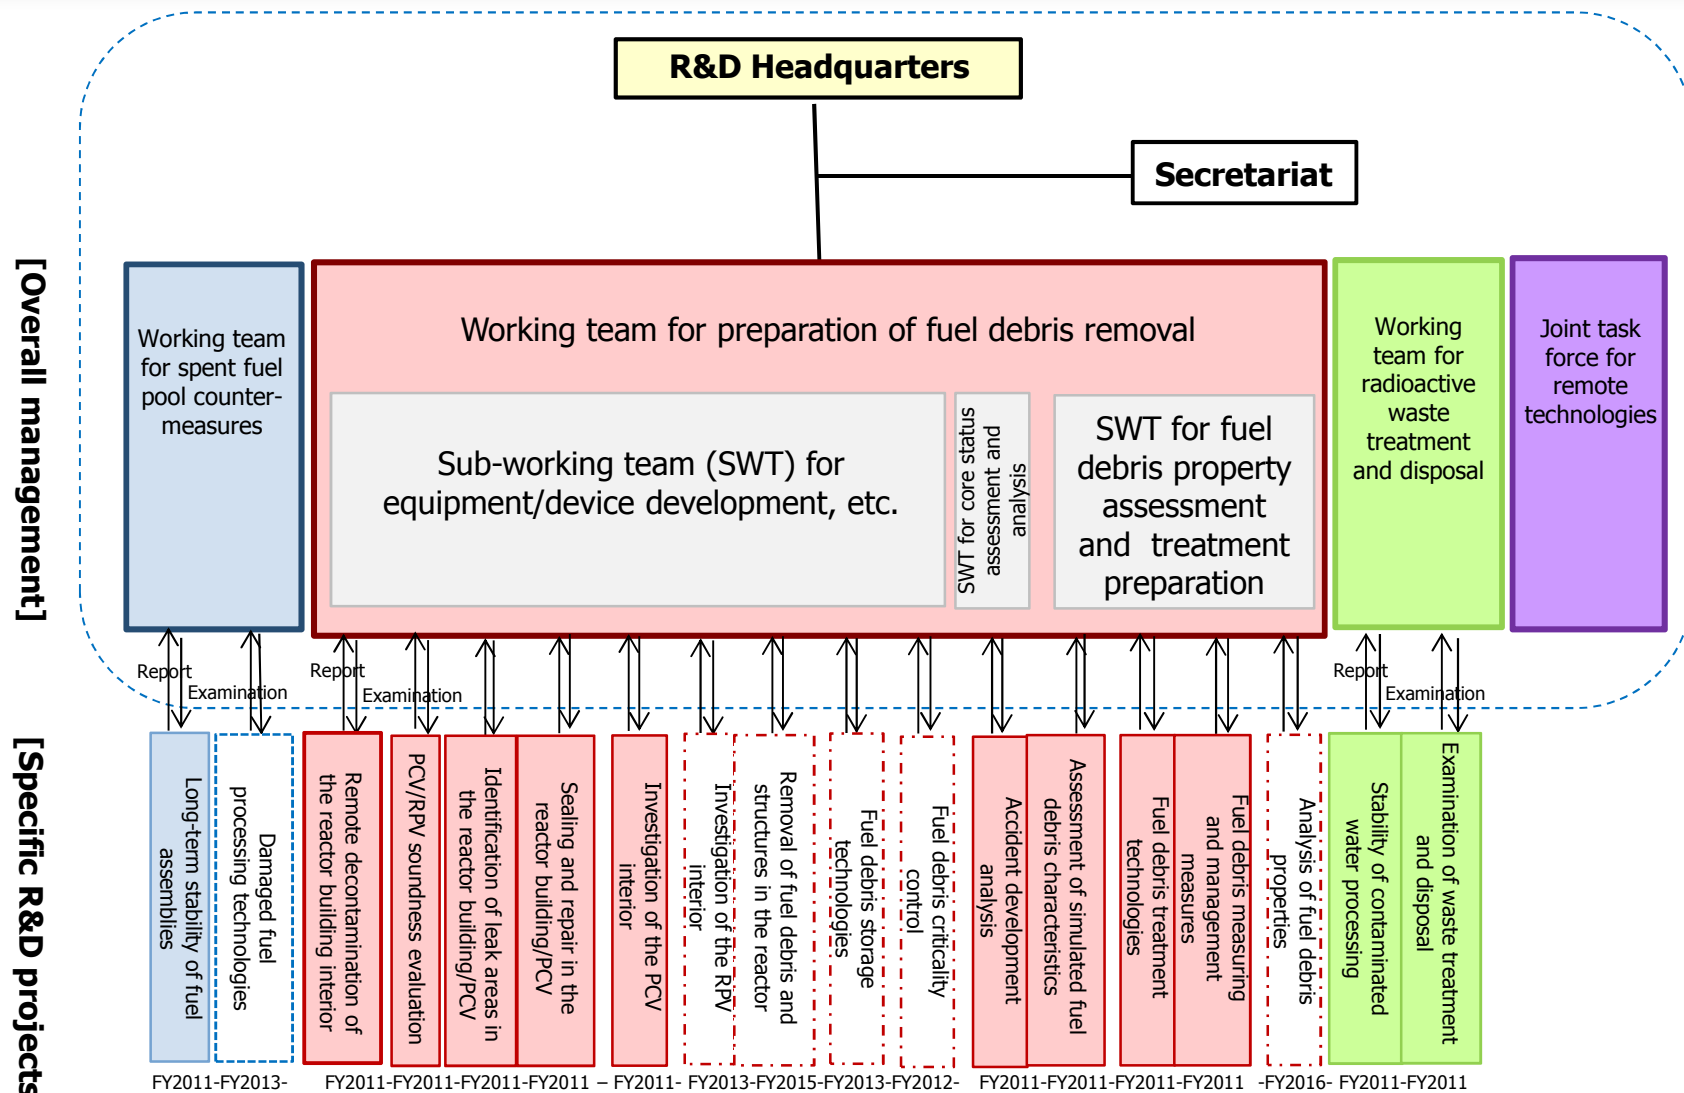 R&D Headquarters
Secretariat
[Overall management]
Working team
for spent fuel
pool counter-
measures
Working team for preparation of fuel debris removal
Sub-working team (SWT) for
equipment/device development, etc.
SWT for core status
assessment and
analysis
SWT for fuel
debris property
assessment
and treatment
preparation
Working
team for
radioactive
waste
treatment
and disposal
Joint task
force for
remote
technologies
Report
Examination
Report
Examination
Report
Examination
[Specific R&D projects
Long-term stability of fuel
assemblies
Damaged fuel
processing technologies
Remote decontamination of
the reactor building interior
PCV/RPV soundness evaluation
Identification of leak areas in
the reactor building/PCV
Sealing and repair in the
reactor building/PCV
Investigation of the PCV
interior
Investigation of the RPV
interior
Removal of fuel debris and
structures in the reactor
Fuel debris storage
technologies
Fuel debris criticality
control
Accident development
analysis
Assessment of simulated fuel
debris characteristics
Fuel debris treatment
technologies
Fuel debris measuring
and management
measures
Analysis of fuel debris
properties
Stability of contaminated
water processing
Examination of waste treatment
and disposal
FY2011-FY2013- FY2011-FY2011-FY2011-FY2011 – FY2011- FY2013-FY2015-FY2013-FY2012- FY2011-FY2011-FY2011-FY2011 -FY2016- FY2011-FY2011